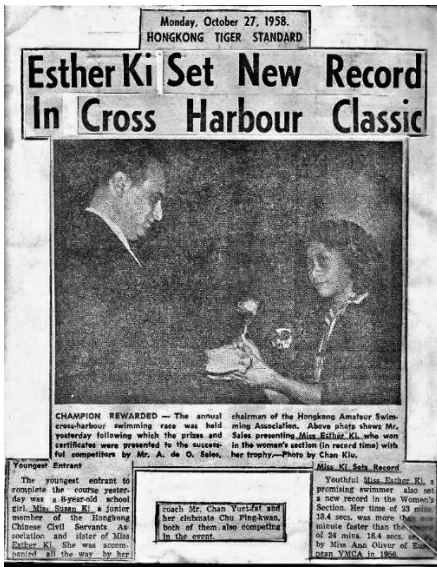 Monday, October 27, 1958.
HONGKONG TIGER STANDARD
Esther Ki Set New Record
In Cross Harbour Classic
CHAMPION REWARDED — The annual
cross-harbour swimming race was held
yesterday following which the prizes and
certificates were presented to the success-
ful competitors by Mr. A. de O. Sales,
chairman of the Hongkong Amateur Swim-
ming Association. Above photo shows Mr.
Sales presenting Miss Esther Ki, who won
in the women's section (in record time) with
her trophy.—Photo by Chan Kiu.
Youngest Entrant
The youngest entrant to
complete the course yester-
day was a 8-year-old school
girl, Miss Susan Ki, a junior
member of the Hongkong
Chinese Civil Servants As
sociation and sister of Miss
Esther Ki. She was accom-
panied all the way by her
coach Mr. Chan Yue-fat and
her clubmate Chu Ping-kwan,
both of them also competing
in the event.
Miss Ki Sets Record
Youthful Miss Esther Ki, a
promising swimmer also set
a new record in the Women's
Section. Her time of 23 mins
18.4 secs. was more than one
minute faster than the record
of 24 mins. 18.4 secs. set
by Miss Ann Oliver of Eur
pean YMCA in 1956.